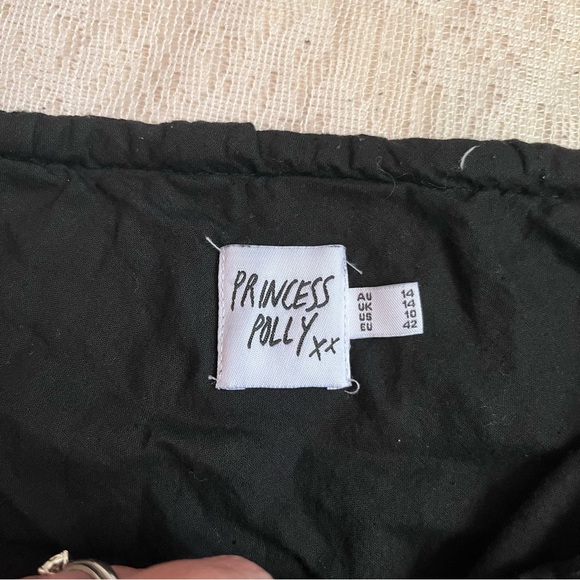 PRINCESS
POLLY xx
AU 14
UK 14
US 10
EU 42